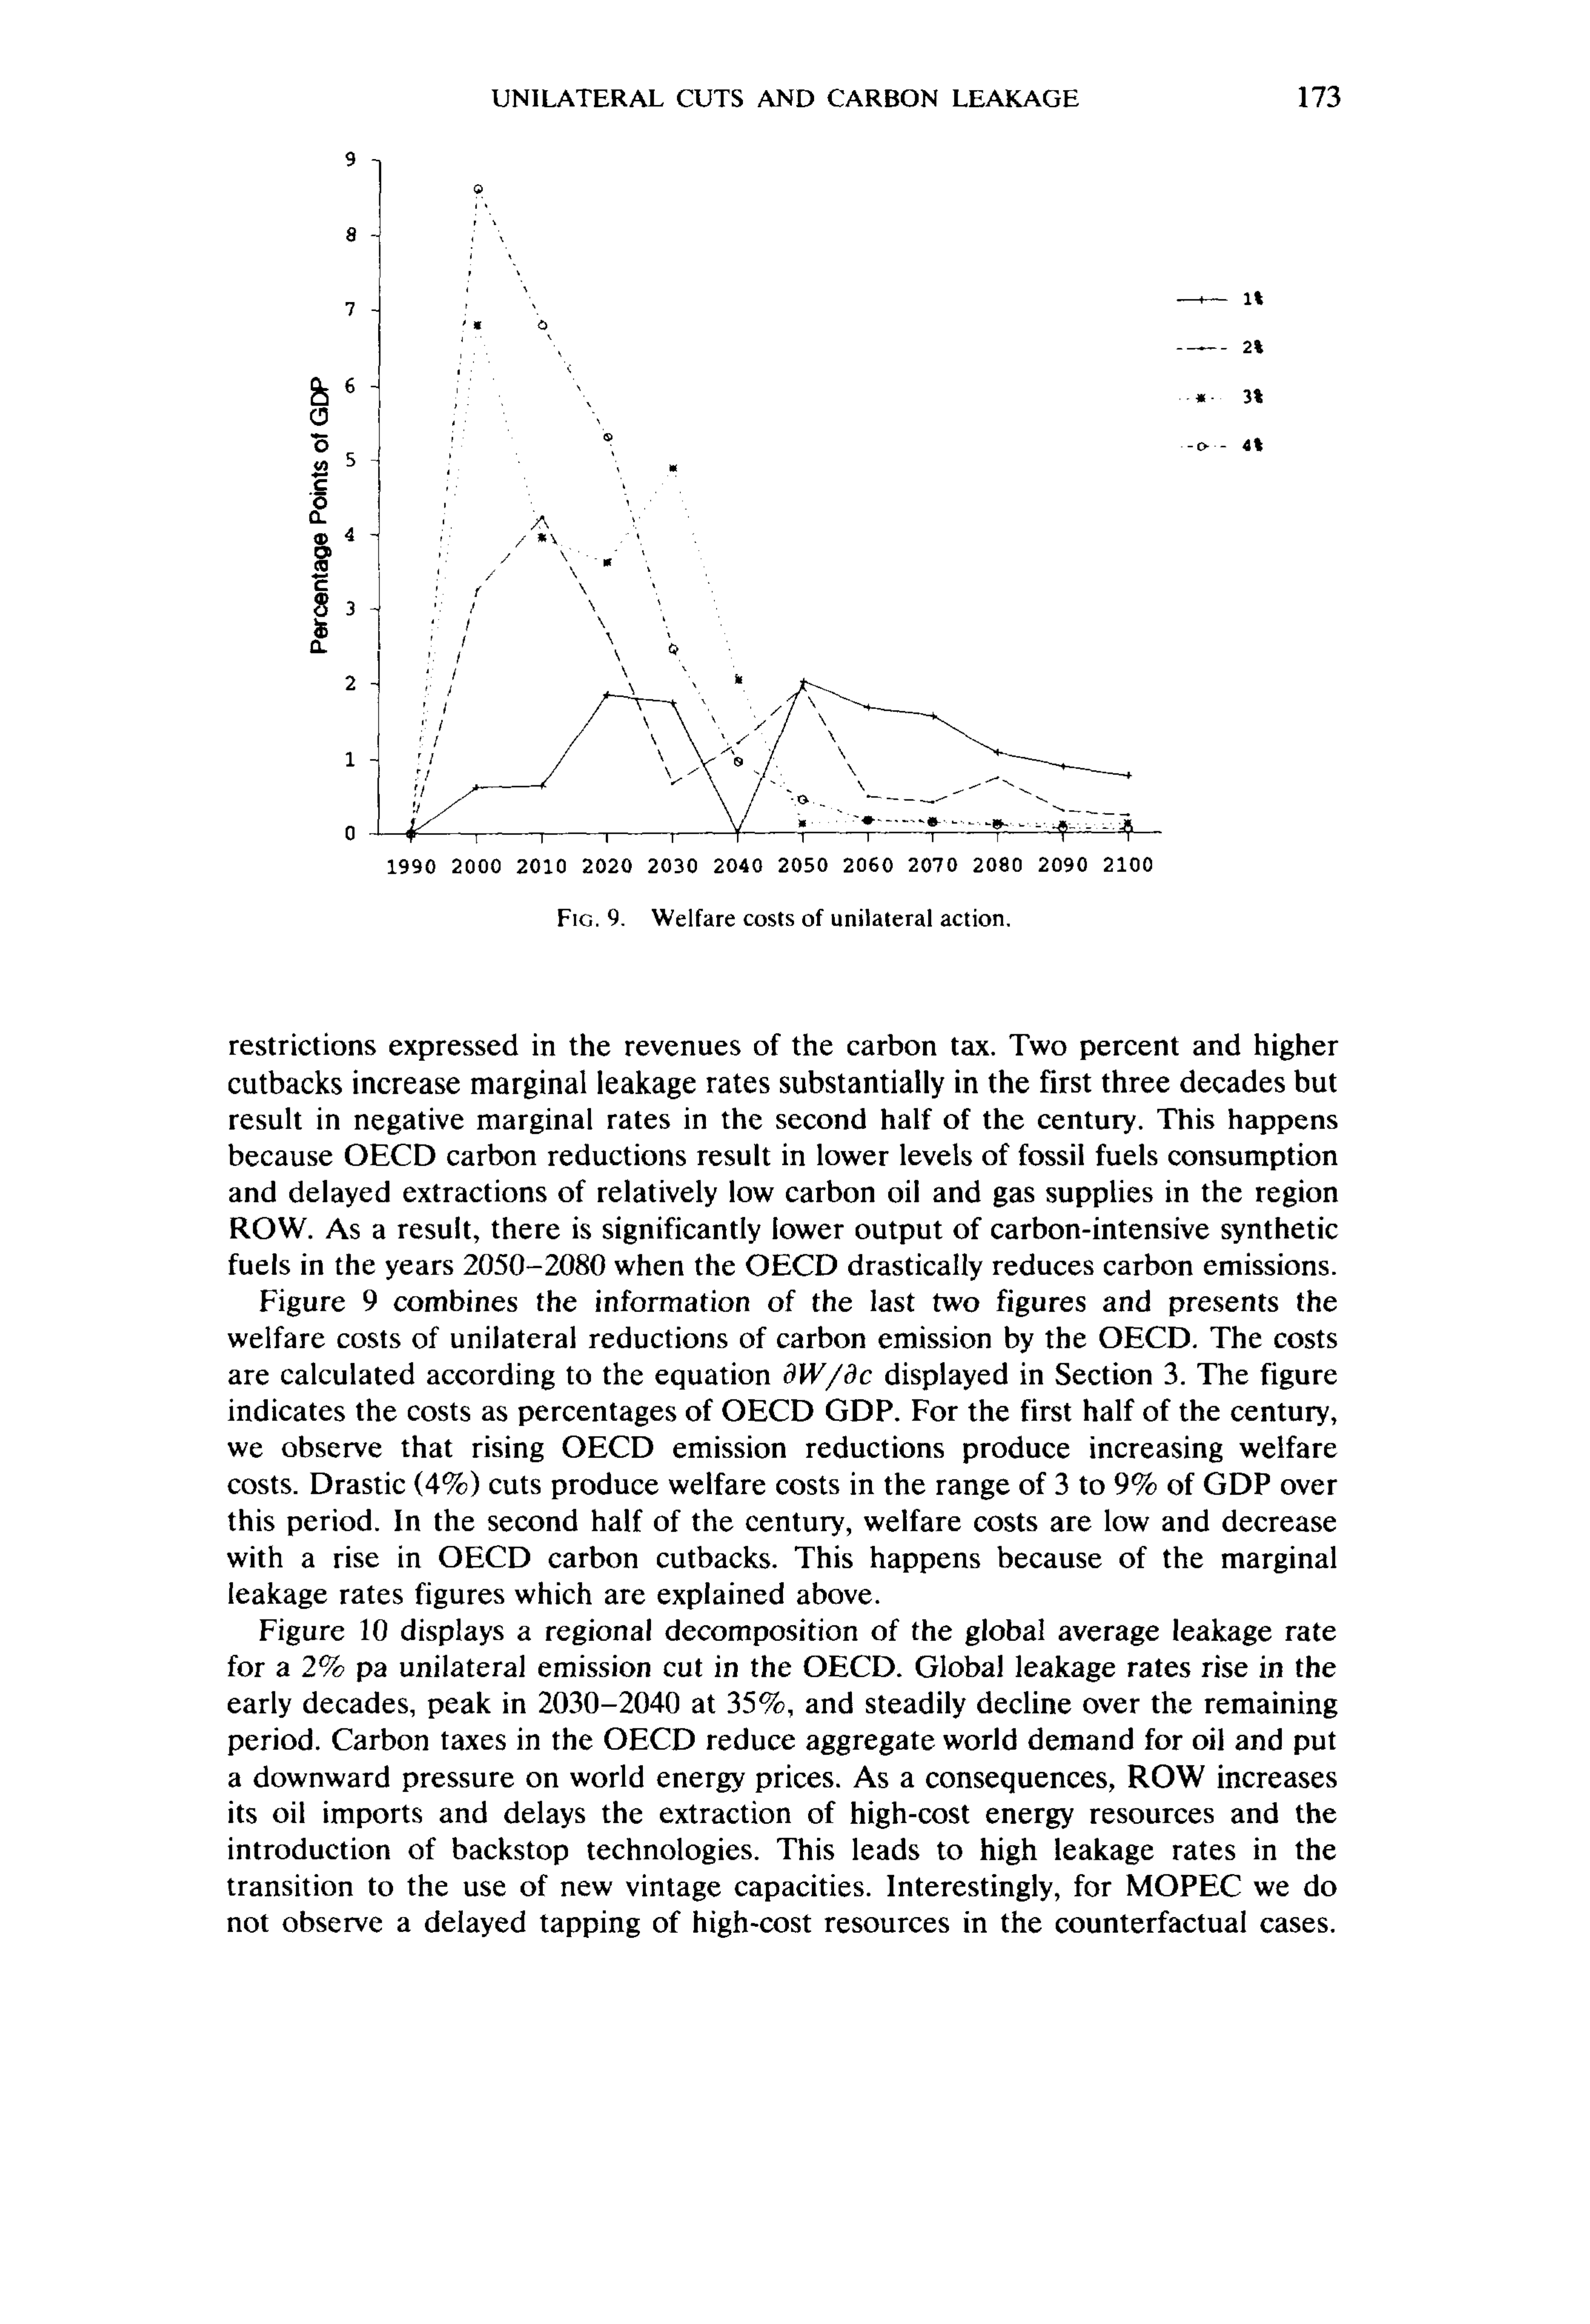 UNILATERAL CUTS AND CARBON LEAKAGE 173
9
8
7
6
5
4
3
2
1
0
Percentage Points of GDP
1%
2%
3%
4%
1990 2000 2010 2020 2030 2040 2050 2060 2070 2080 2090 2100
FIG. 9. Welfare costs of unilateral action.
restrictions expressed in the revenues of the carbon tax. Two percent and higher
cutbacks increase marginal leakage rates substantially in the first three decades but
result in negative marginal rates in the second half of the century. This happens
because OECD carbon reductions result in lower levels of fossil fuels consumption
and delayed extractions of relatively low carbon oil and gas supplies in the region
ROW. As a result, there is significantly lower output of carbon-intensive synthetic
fuels in the years 2050–2080 when the OECD drastically reduces carbon emissions.
Figure 9 combines the information of the last two figures and presents the
welfare costs of unilateral reductions of carbon emission by the OECD. The costs
are calculated according to the equation ∂W/∂c displayed in Section 3. The figure
indicates the costs as percentages of OECD GDP. For the first half of the century,
we observe that rising OECD emission reductions produce increasing welfare
costs. Drastic (4%) cuts produce welfare costs in the range of 3 to 9% of GDP over
this period. In the second half of the century, welfare costs are low and decrease
with a rise in OECD carbon cutbacks. This happens because of the marginal
leakage rates figures which are explained above.
Figure 10 displays a regional decomposition of the global average leakage rate
for a 2% pa unilateral emission cut in the OECD. Global leakage rates rise in the
early decades, peak in 2030–2040 at 35%, and steadily decline over the remaining
period. Carbon taxes in the OECD reduce aggregate world demand for oil and put
a downward pressure on world energy prices. As a consequences, ROW increases
its oil imports and delays the extraction of high-cost energy resources and the
introduction of backstop technologies. This leads to high leakage rates in the
transition to the use of new vintage capacities. Interestingly, for MOPEC we do
not observe a delayed tapping of high-cost resources in the counterfactual cases.